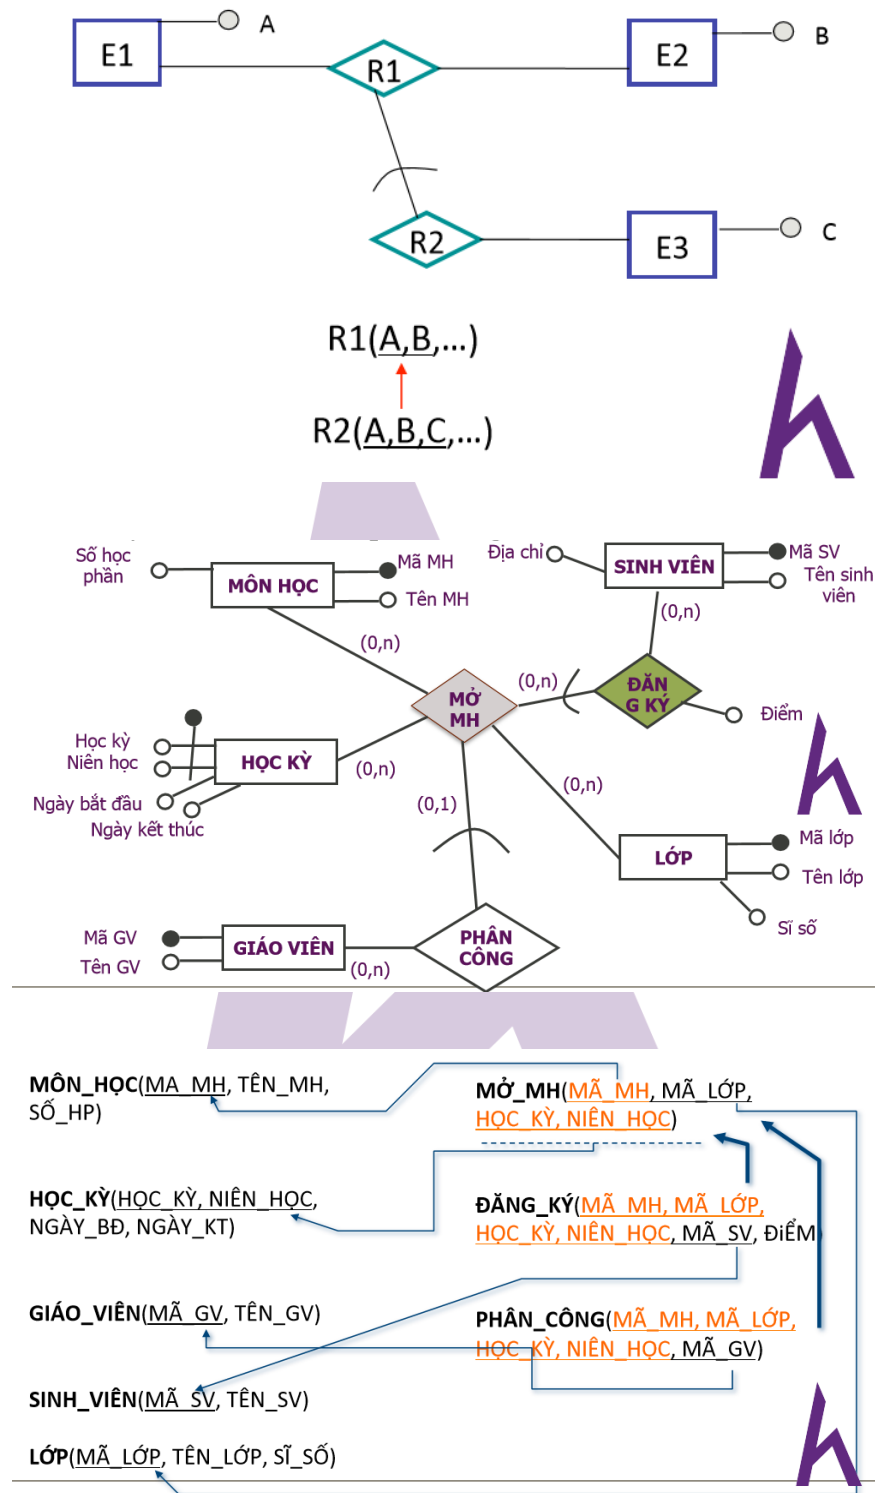 A
E1
R1
E2
B
R2
E3
C
R1(A,B,...)
R2(A,B,C,...)
Số học
phần
MÔN HỌC
Mã MH
Tên MH
(0,n)
Địa chỉ
SINH VIÊN
Mã SV
Tên sinh
viên
(0,n)
ĐĂN
G KÝ
Điểm
(0,n)
MỞ
MH
Học kỳ
Niên học
Ngày bắt đầu
Ngày kết thúc
HỌC KỲ
(0,n)
(0,1)
(0,n)
LỚP
Mã lớp
Tên lớp
Sĩ số
Mã GV
Tên GV
GIÁO VIÊN
(0,n)
PHÂN
CÔNG
MÔN_HỌC(MA_MH, TÊN_MH,
SỐ_HP)
MỞ_MH(MÃ_MH, MÃ_LỚP,
HỌC_KỲ, NIÊN_HỌC)
HỌC_KỲ(HỌC_KỲ, NIÊN_HỌC,
NGÀY_BĐ, NGÀY_KT)
ĐĂNG_KÝ(MÃ_MH, MÃ_LỚP,
HỌC_KỲ, NIÊN_HỌC, MÃ_SV, ĐiỂM)
GIÁO_VIÊN(MÃ_GV, TÊN_GV)
PHÂN_CÔNG(MÃ_MH, MÃ_LỚP,
HỌC_KỲ, NIÊN_HỌC, MÃ_GV)
SINH_VIÊN(MÃ_SV, TÊN_SV)
LỚP(MÃ_LỚP, TÊN_LỚP, SĨ_SỐ)